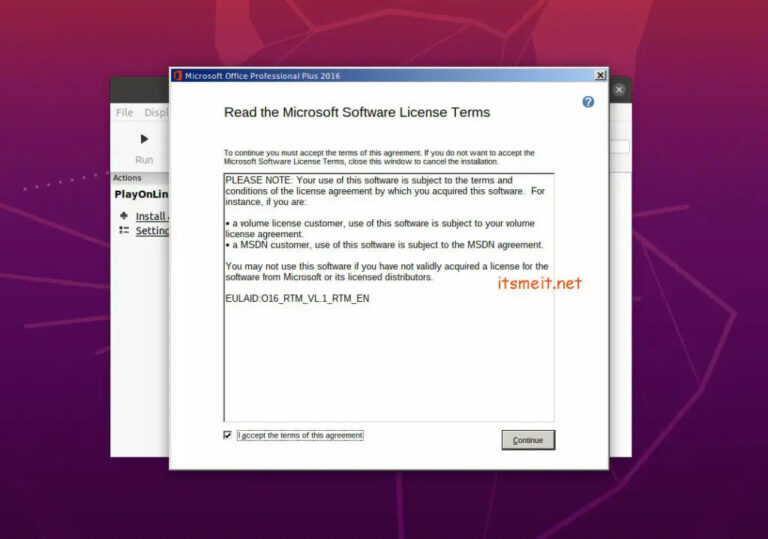 Microsoft Office Professional Plus 2016
File Displ
Read the Microsoft Software License Terms
To continue you must accept the terms of this agreement. If you do not want to accept the
Microsoft Software License Terms, close this window to cancel the installation.
Run
Actions
PlayOnLin
Install
Setting
PLEASE NOTE: Your use of this software is subject to the terms and
conditions of the license agreement by which you acquired this software. For
instance, if you are:
• a volume license customer, use of this software is subject to your volume
license agreement.
• a MSDN customer, use of this software is subject to the MSDN agreement.
You may not use this software if you have not validly acquired a license for the
software from Microsoft or its licensed distributors.
itsmeit.net
EULAID:O16_RTM_VL.1_RTM_EN
I accept the terms of this agreement
Continue